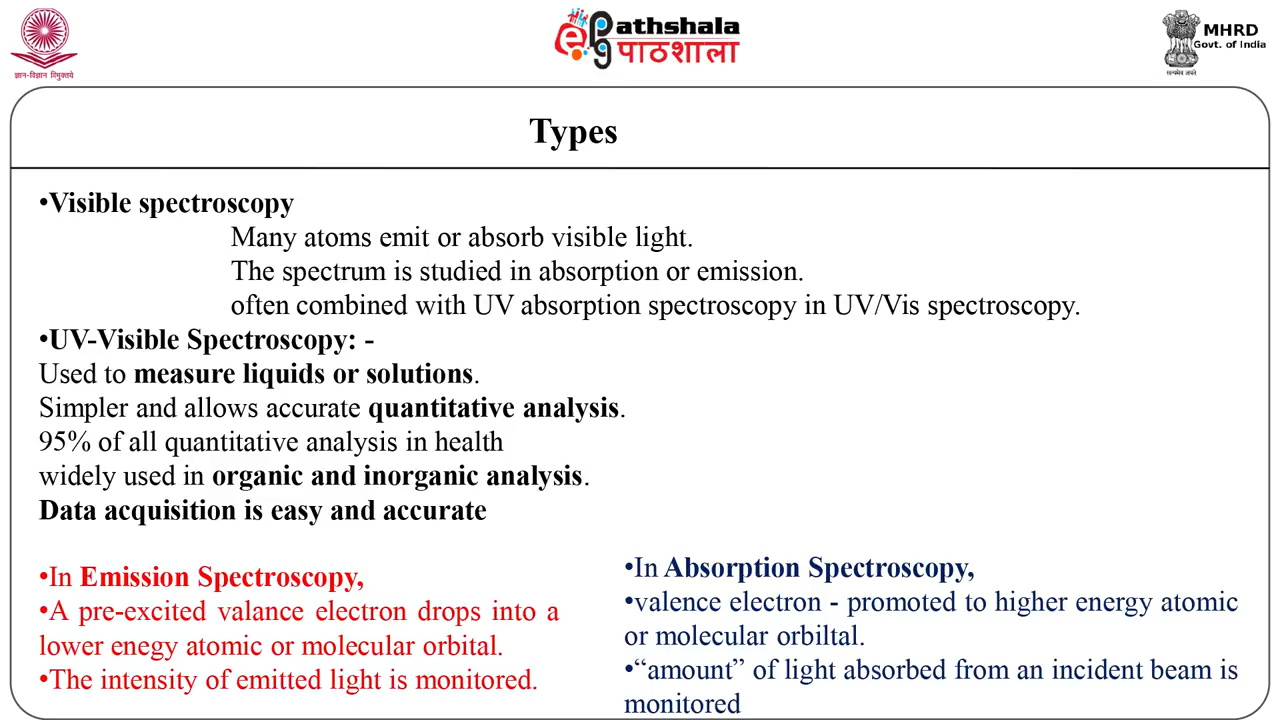 ज्ञान-विज्ञान विमुक्तये
ePG Pathshala
पाठशाला
MHRD
Govt. of India
सत्यमेव जयते
Types
•Visible spectroscopy
Many atoms emit or absorb visible light.
The spectrum is studied in absorption or emission.
often combined with UV absorption spectroscopy in UV/Vis spectroscopy.
•UV-Visible Spectroscopy: -
Used to measure liquids or solutions.
Simpler and allows accurate quantitative analysis.
95% of all quantitative analysis in health
widely used in organic and inorganic analysis.
Data acquisition is easy and accurate
•In Emission Spectroscopy,
•A pre-excited valance electron drops into a
lower enegy atomic or molecular orbital.
•The intensity of emitted light is monitored.
•In Absorption Spectroscopy,
•valence electron - promoted to higher energy atomic
or molecular orbiltal.
•“amount” of light absorbed from an incident beam is
monitored